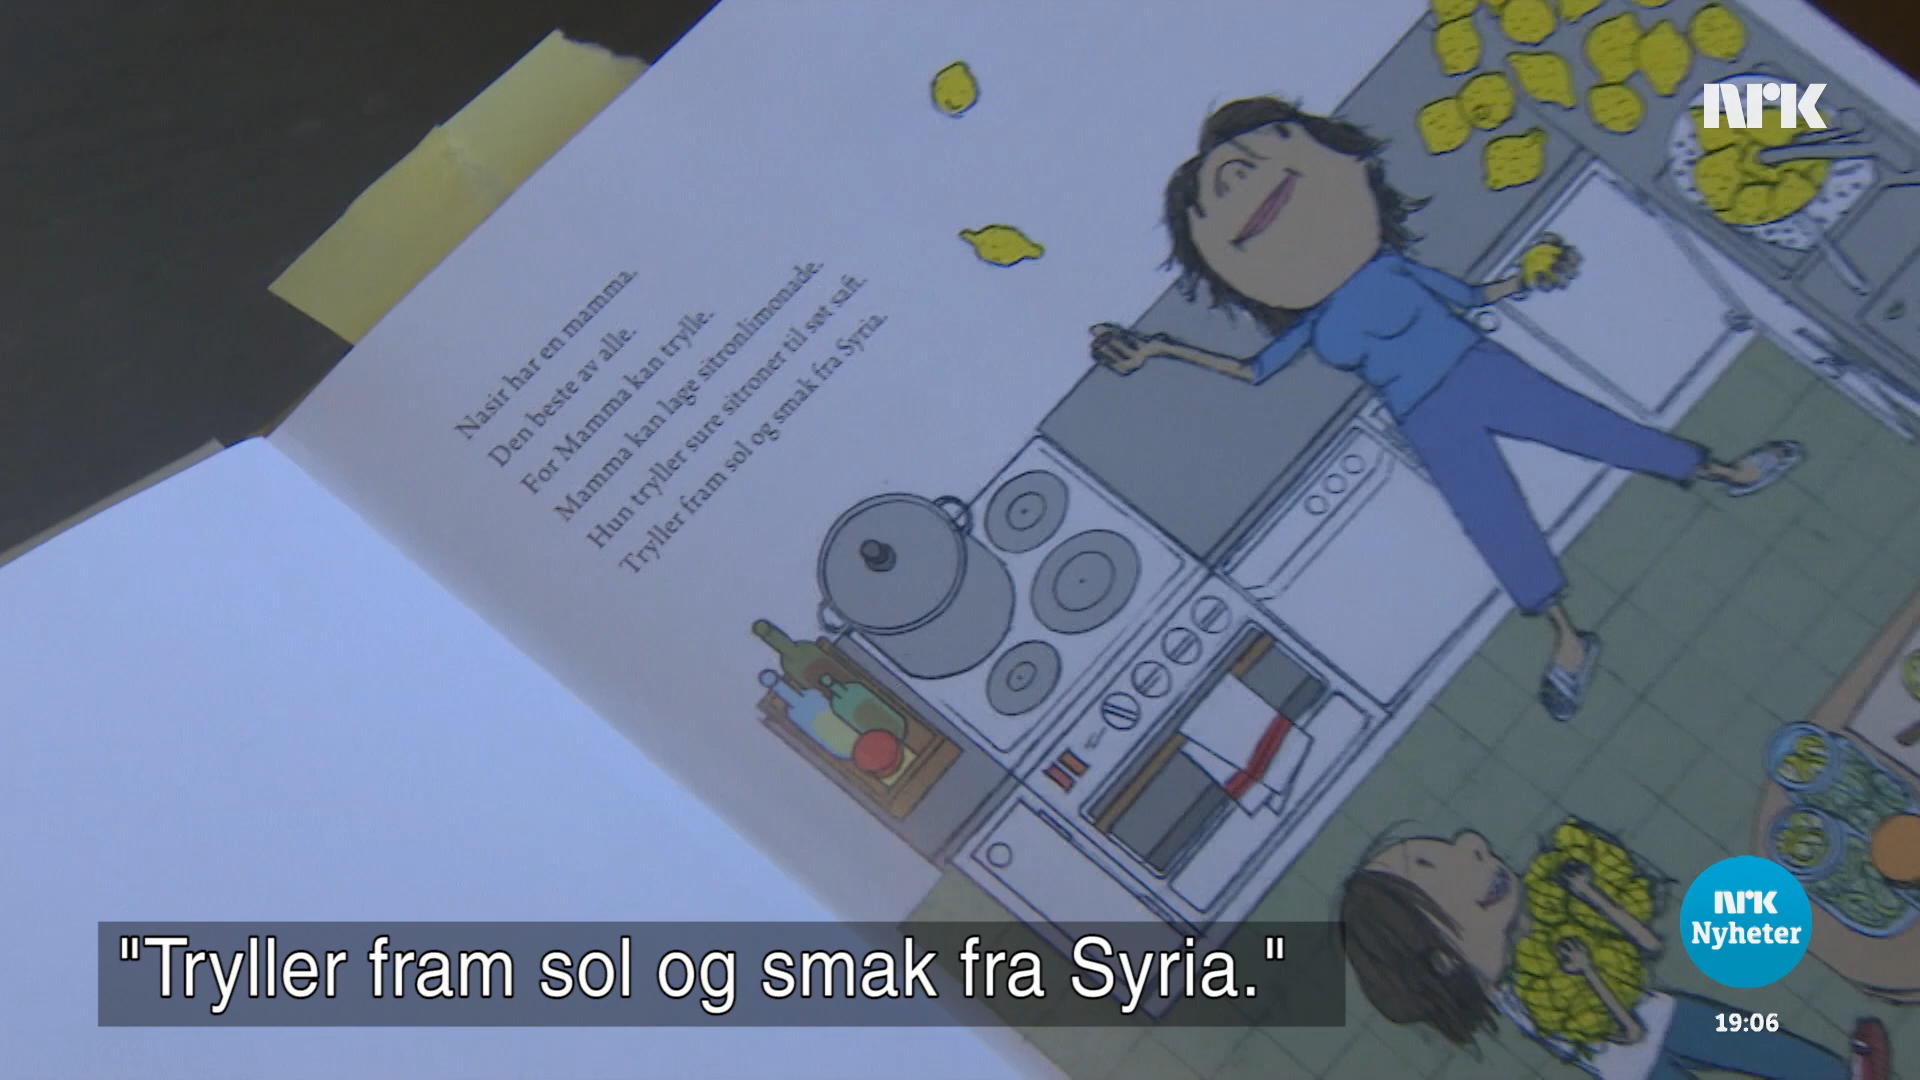 NRK
Nasir har en mamma.
Den beste av alle.
For Mamma kan trylle.
Mamma kan lage sitronlimonade.
Hun tryller sure sitroner til søt saft.
Tryller fram sol og smak fra Syria.
"Tryller fram sol og smak fra Syria."
NRK
Nyheter
19:06